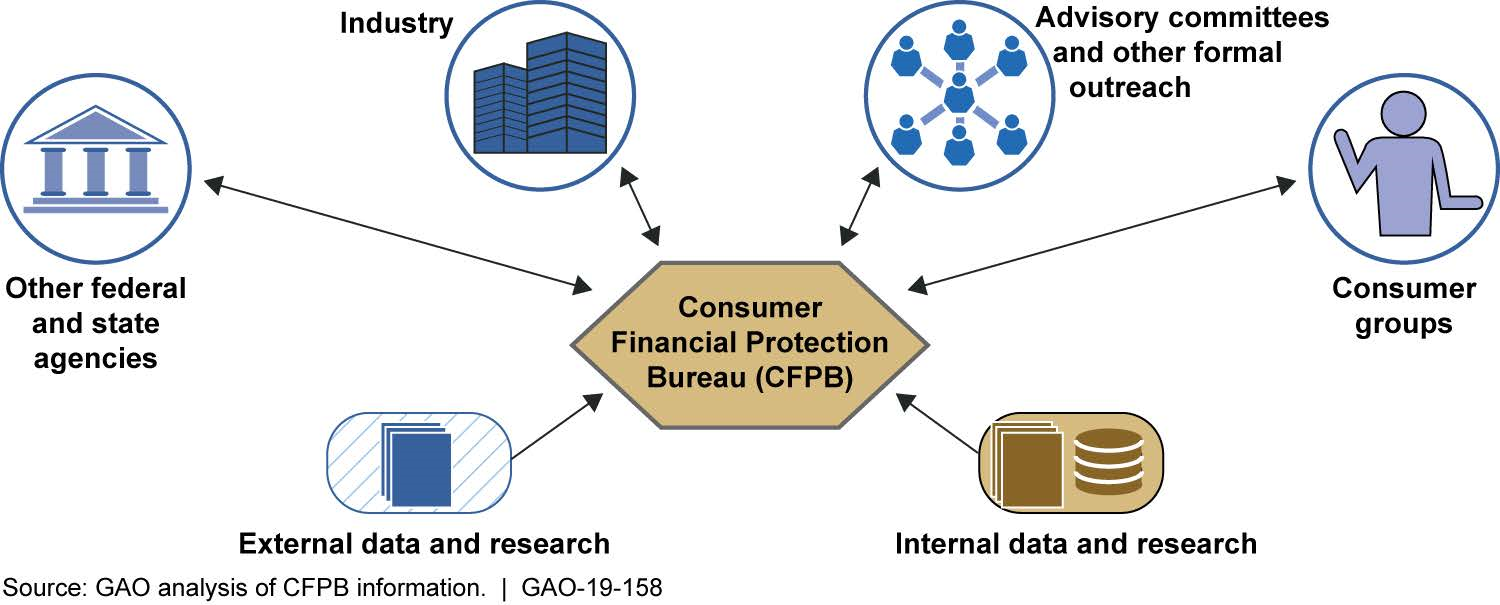 Industry
Advisory committees
and other formal
outreach
Other federal
and state
agencies
Consumer
groups
Consumer
Financial Protection
Bureau (CFPB)
External data and research
Internal data and research
Source: GAO analysis of CFPB information. | GAO-19-158